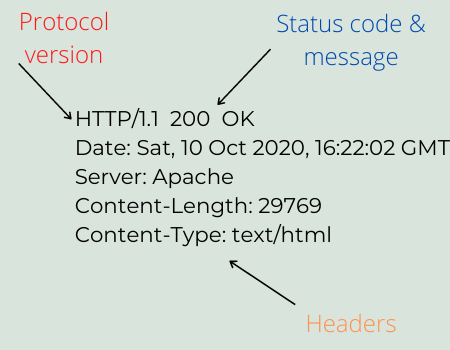 Protocol
version
Status code &
message
HTTP/1.1 200 OK
Date: Sat, 10 Oct 2020, 16:22:02 GMT
Server: Apache
Content-Length: 29769
Content-Type: text/html
Headers